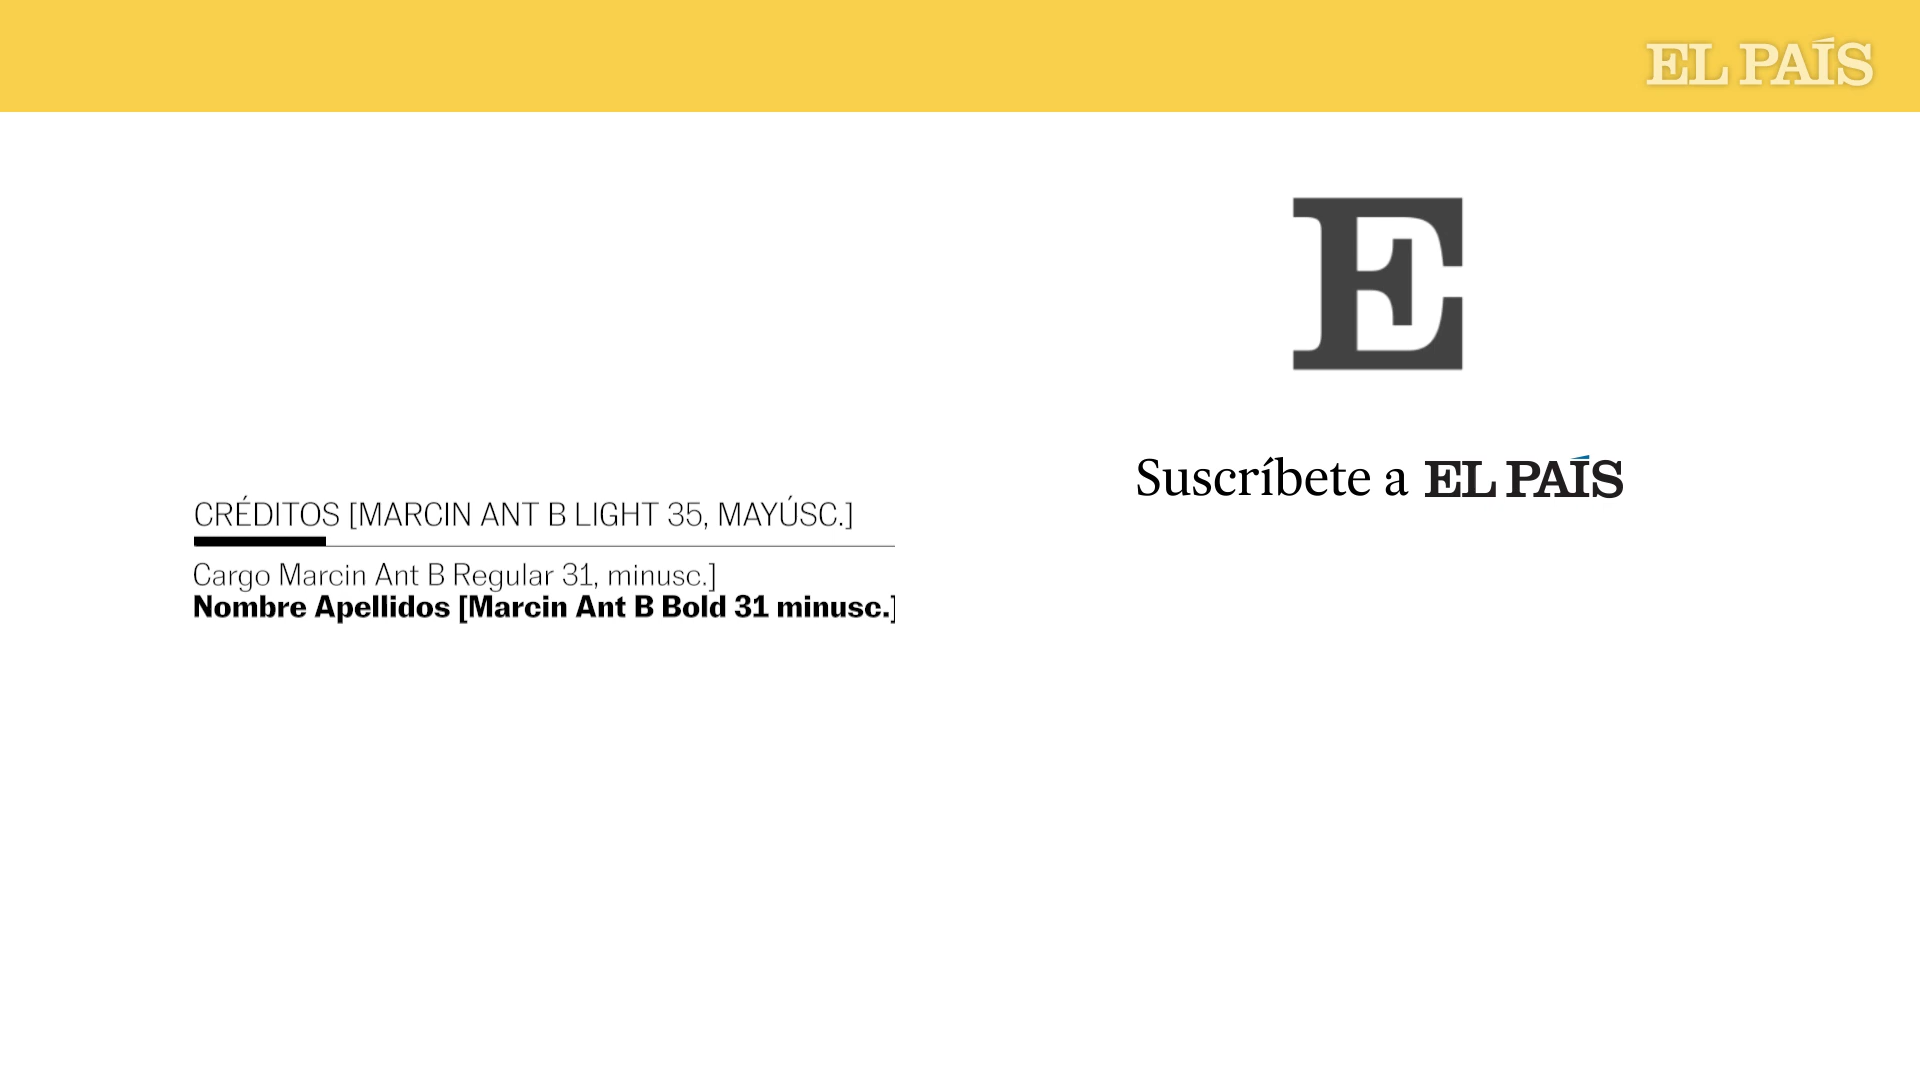 EL PAÍS
E
Suscríbete a EL PAÍS
CRÉDITOS [MARCIN ANT B LIGHT 35, MAYÚSC.]
Cargo Marcin Ant B Regular 31, minusc.]
Nombre Apellidos [Marcin Ant B Bold 31 minusc.]